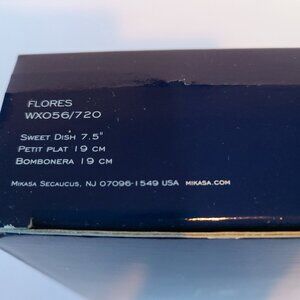 FLORES
WXO56/720
SWEET DISH 7.5"
PETIT PLAT 19 CM
BOMBONERA 19 CM
MIKASA SECAUCUS, NJ 07096-1549 USA MIKASA.COM